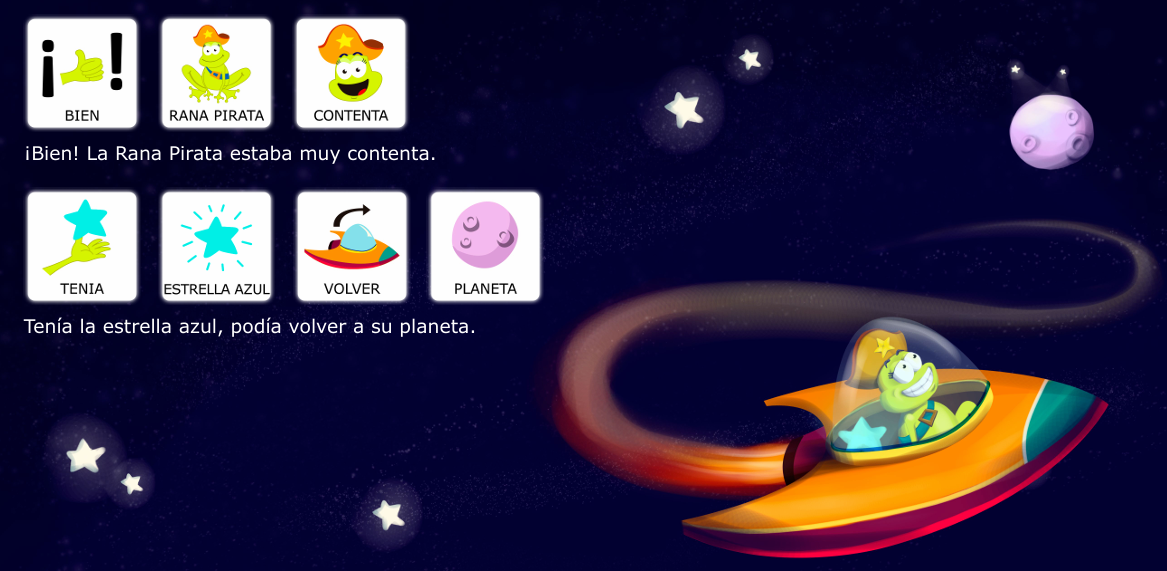 BIEN RANA PIRATA CONTENTA
¡Bien! La Rana Pirata estaba muy contenta.
TENIA ESTRELLA AZUL VOLVER PLANETA
Tenía la estrella azul, podía volver a su planeta.